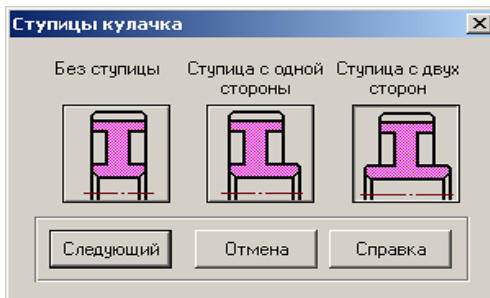 Ступицы кулачка
Без ступицы
Ступица с одной стороны
Ступица с двух сторон
Следующий
Отмена
Справка